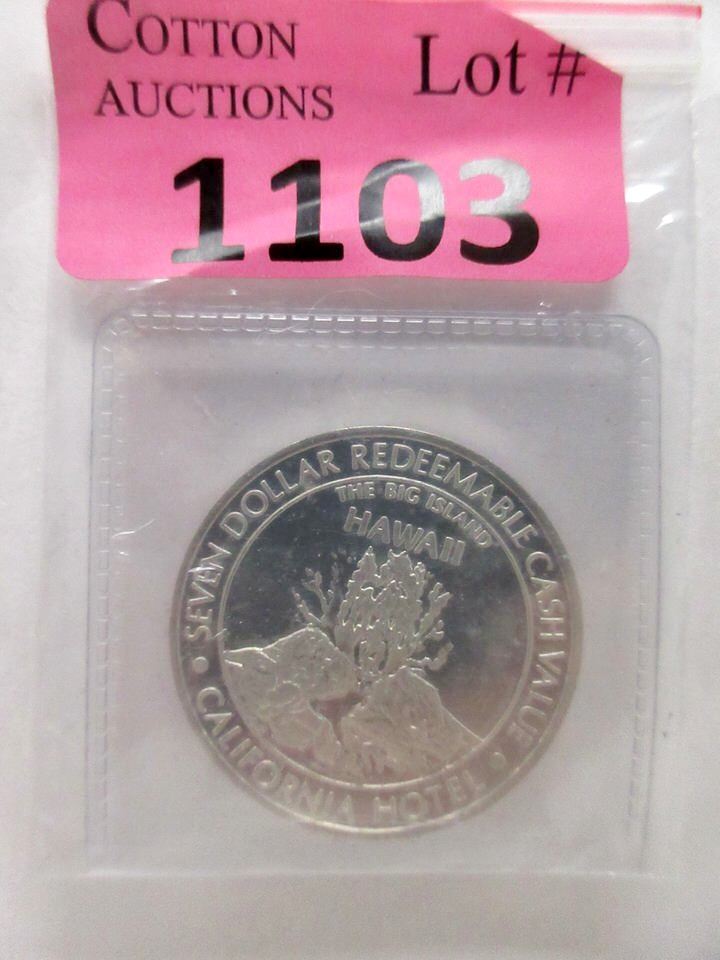 COTTON AUCTIONS
Lot #
1103
SEVEN DOLLAR REDEEMABLE CASH VALUE
THE BIG ISLAND
HAWAII
• CALIFORNIA HOTEL •